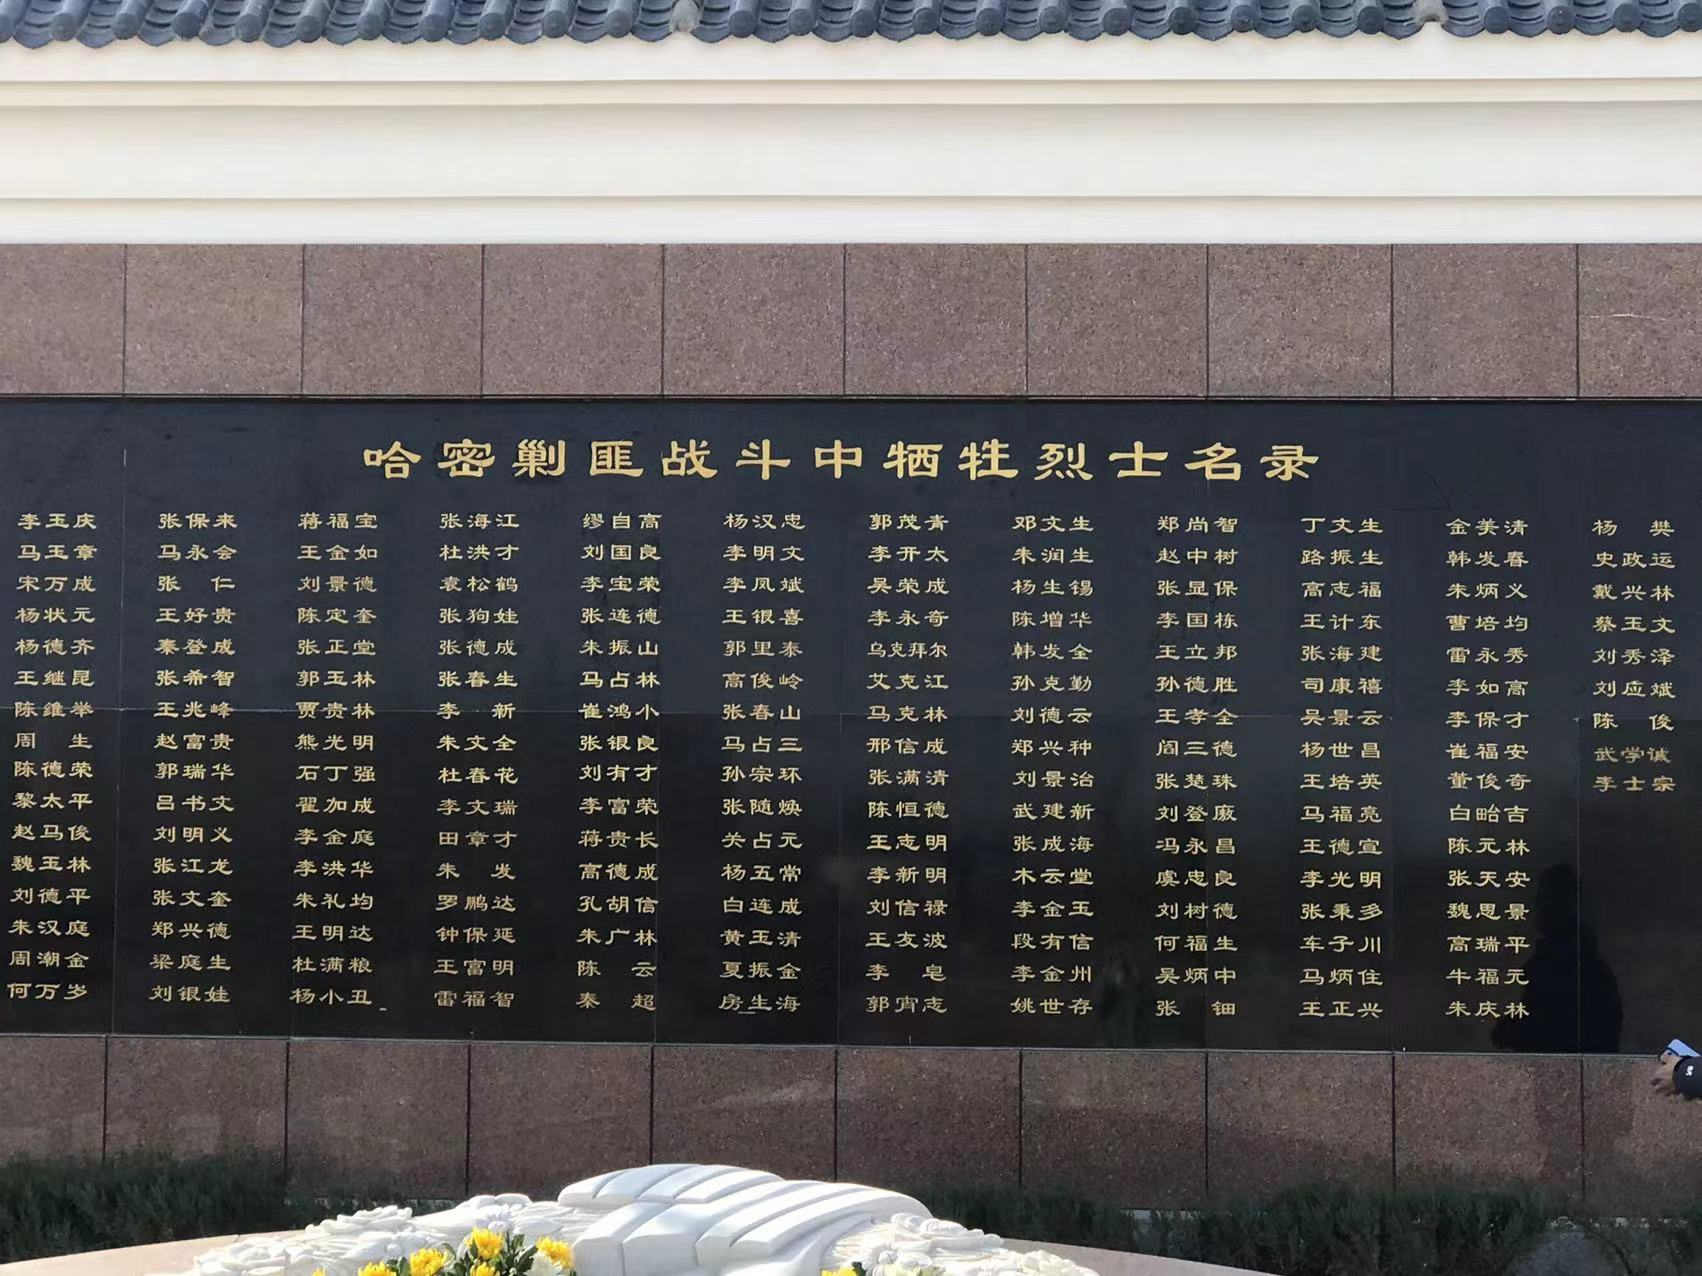 哈密剿匪战斗中牺牲烈士名录
李玉庆 张保来 蒋福宝 张海江 缪自高 杨汉忠 郭茂青 邓文生 郑尚智 丁文生 金美清 杨樊
马玉章 马永会 王金如 杜洪才 刘国良 李明文 李开太 朱润生 赵中树 路振生 韩发春 史政运
宋万成 张仁 刘景德 袁松鹤 李宝荣 李凤斌 吴荣成 杨生锡 张显保 高志福 朱炳义 戴兴林
杨状元 王好贵 陈定奎 张狗娃 张连德 王银喜 李永奇 陈增华 李国栋 王计东 曹培均 蔡玉文
杨德齐 秦登成 张正堂 张德成 朱振山 郭里泰 乌克拜尔 韩发全 王立邦 张海建 雷永秀 刘秀泽
王继昆 张希智 郭玉林 张春生 马占林 高俊岭 艾克江 孙克勤 孙德胜 司康禧 李如高 刘应斌
陈维举 王兆峰 贾贵林 李新 崔鸿小 张春山 马克林 刘德云 王孝全 吴景云 李保才 陈俊
周生 赵富贵 熊光明 朱文全 张银良 马占三 邢信成 郑兴种 阎三德 杨世昌 崔福安 武学诚
陈德荣 郭瑞华 石丁强 杜春花 刘有才 孙宗环 张满清 刘景治 张楚珠 王培英 董俊奇 李士宗
黎太平 吕书文 翟加成 李文瑞 李富荣 张随焕 陈恒德 武建新 刘登廒 马福亮 白眙吉
赵马俊 刘明义 李金庭 田章才 蒋贵长 关占元 王志明 张成海 冯永昌 王德宣 陈元林
魏玉林 张江龙 李洪华 朱发 高德成 杨五常 李新明 木云堂 虞忠良 李光明 张天安
刘德平 张文奎 朱礼均 罗鹏达 孔胡信 白连成 刘信禄 李金玉 刘树德 张秉多 魏思景
朱汉庭 郑兴德 王明达 钟保延 朱广林 黄玉清 王友波 段有信 何福生 车子川 高瑞平
周潮金 梁庭生 杜满粮 王富明 陈云 夏振金 李皂 李金州 吴炳中 马炳住 牛福元
何万岁 刘银娃 杨小丑 雷福智 秦超 房生海 郭宵志 姚世存 张钿 王正兴 朱庆林